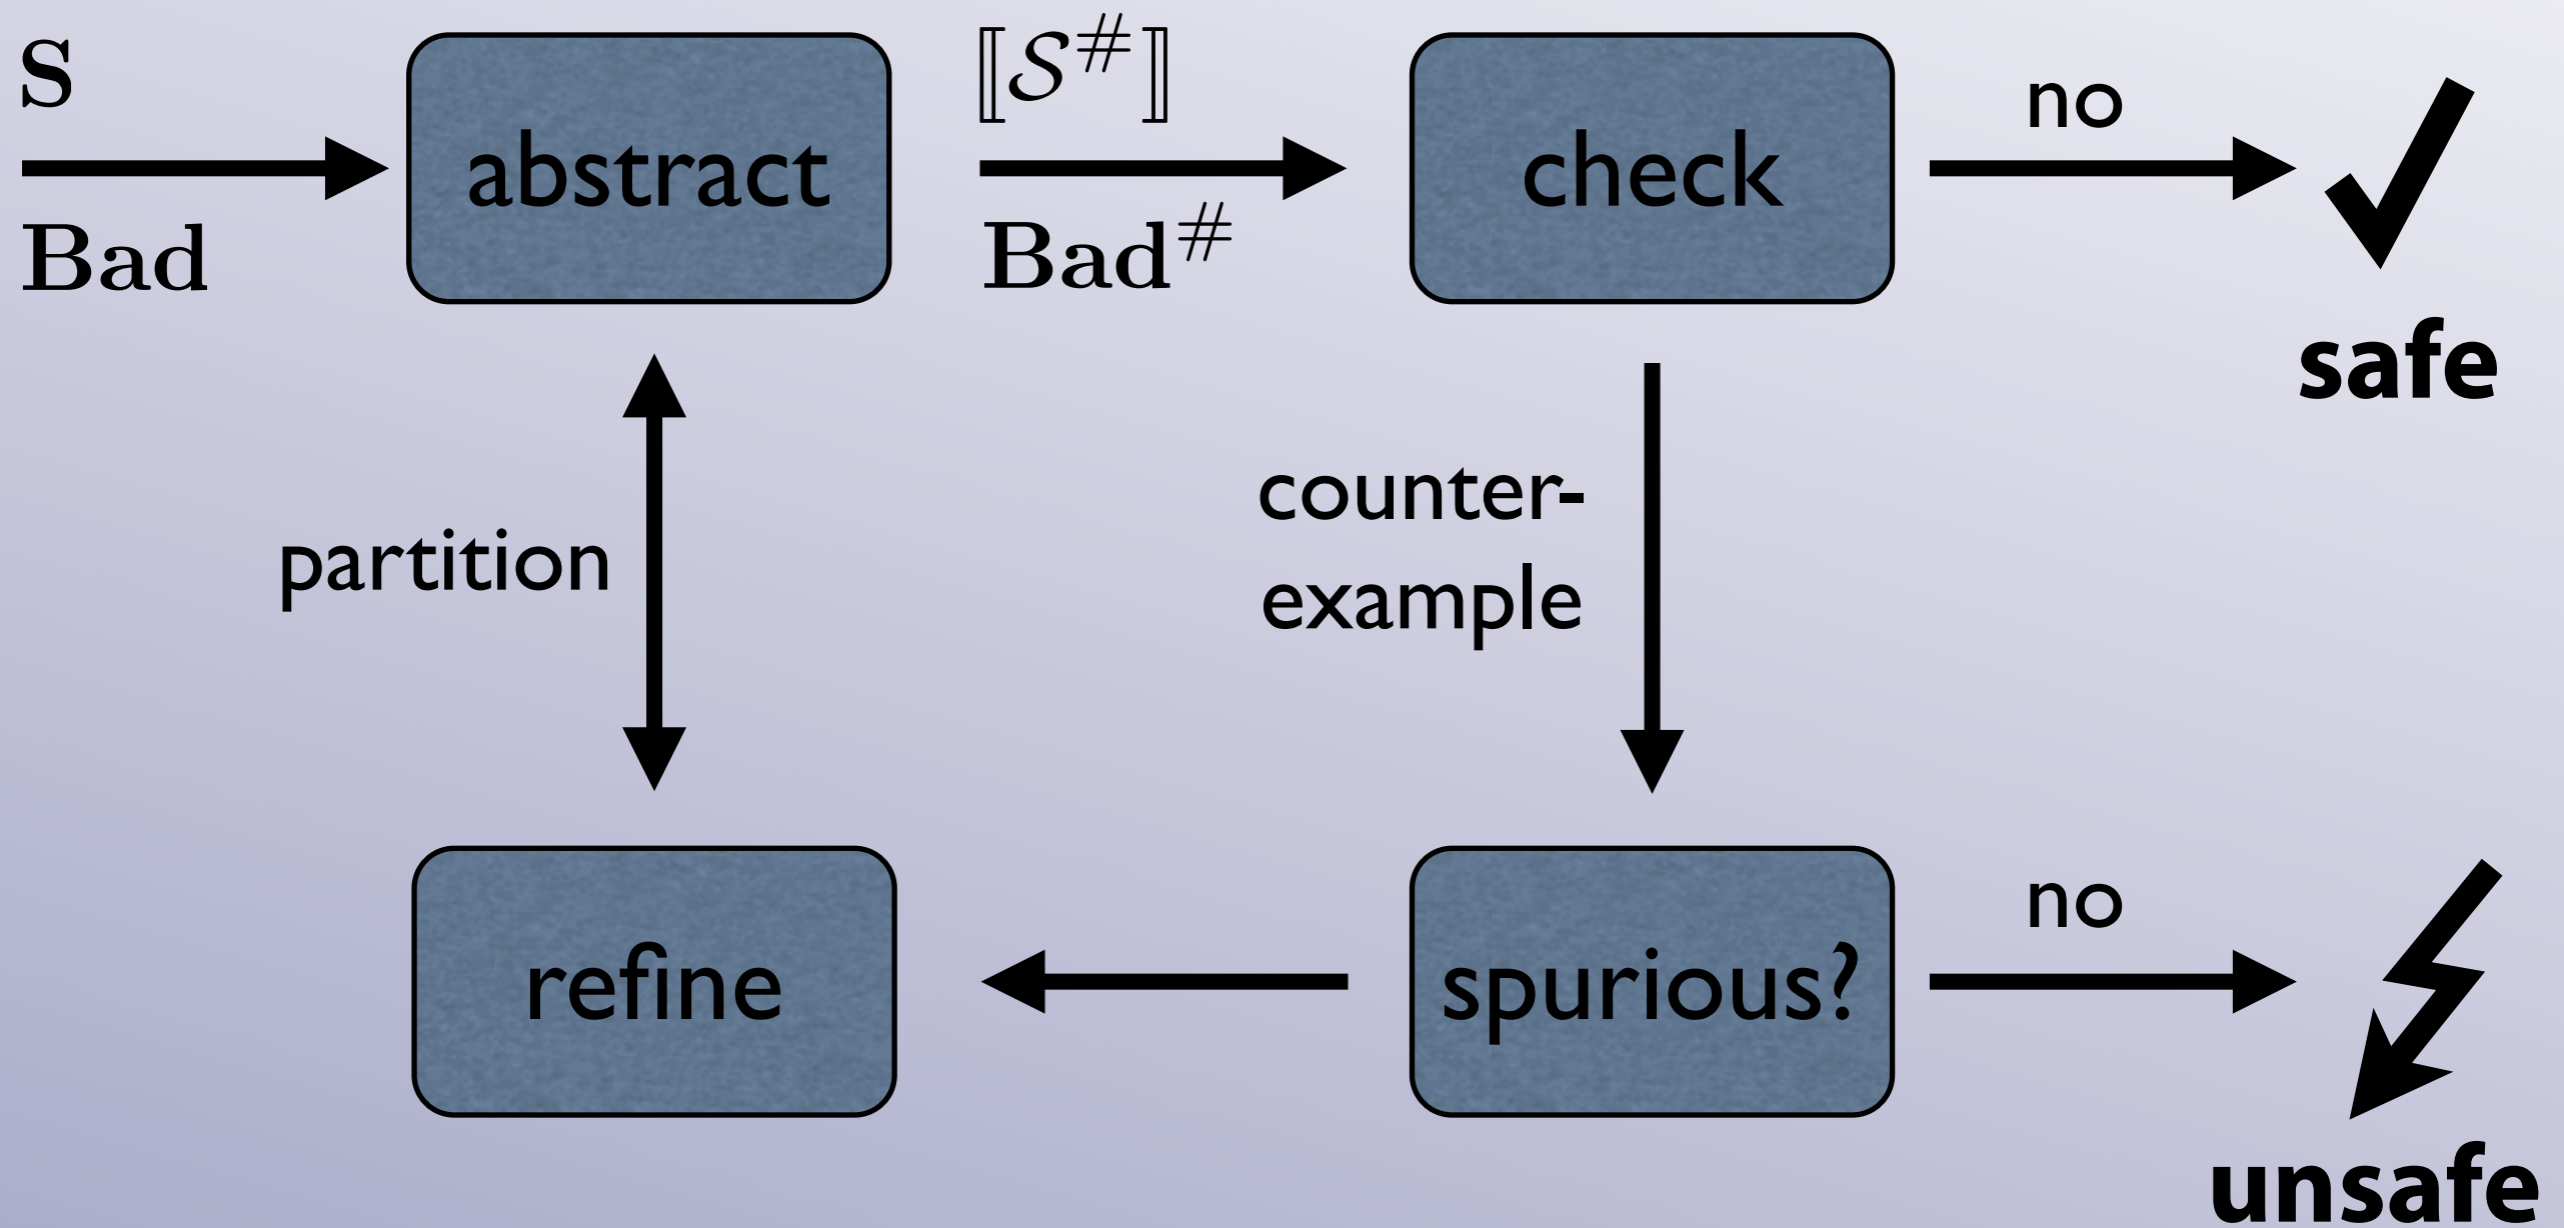 S
Bad
abstract
⟦𝒮^#⟧
Bad^#
check
no
safe
partition
counter-
example
refine
spurious?
no
unsafe